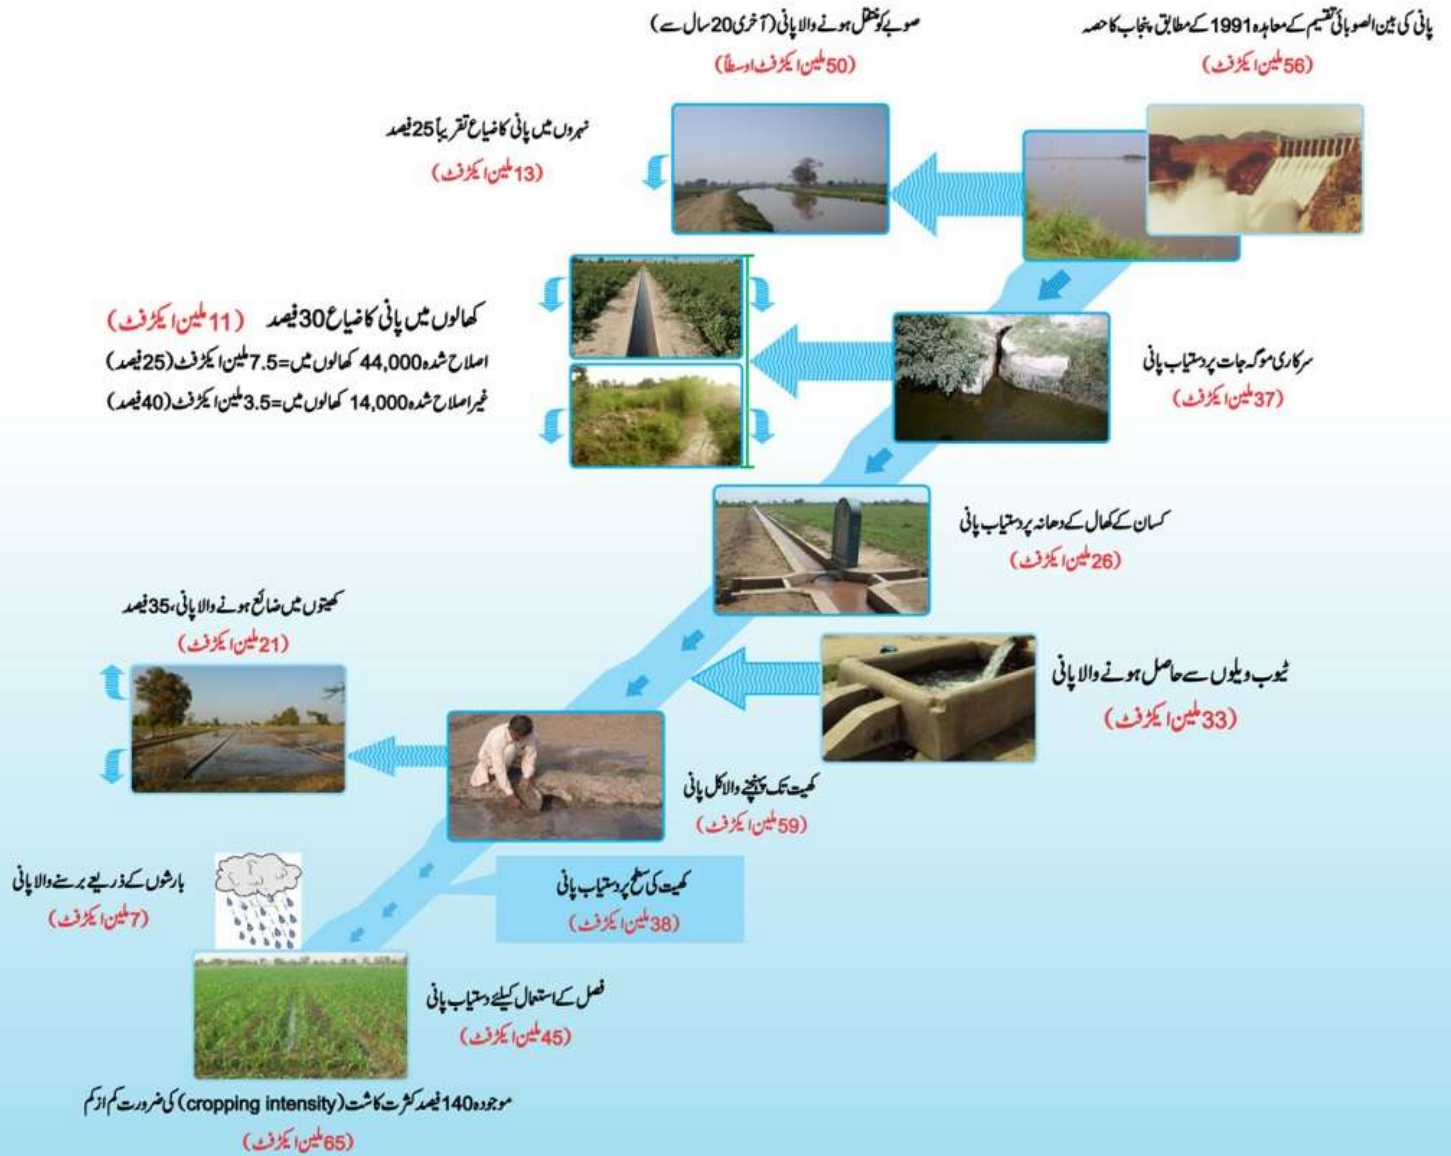 پانی کی بین الصوبائی تقسیم کے معاہدہ 1991 کے مطابق پنجاب کا حصہ
(56 ملین ایکڑ فٹ)
صوبے کو منتقل ہونے والا پانی (آخری 20 سال سے)
(50 ملین ایکڑ فٹ اوسطاً)
نہروں میں پانی کا ضیاع تقریباً 25 فیصد
(13 ملین ایکڑ فٹ)
سرکاری موگہ جات پر دستیاب پانی
(37 ملین ایکڑ فٹ)
کھالوں میں پانی کا ضیاع 30 فیصد (11 ملین ایکڑ فٹ)
اصلاح شدہ 44,000 کھالوں میں = 7.5 ملین ایکڑ فٹ (25 فیصد)
غیر اصلاح شدہ 14,000 کھالوں میں = 3.5 ملین ایکڑ فٹ (40 فیصد)
کسان کے کھال کے دھانہ پر دستیاب پانی
(26 ملین ایکڑ فٹ)
ٹیوب ویلوں سے حاصل ہونے والا پانی
(33 ملین ایکڑ فٹ)
کھیتوں میں ضائع ہونے والا پانی، 35 فیصد
(21 ملین ایکڑ فٹ)
کھیت تک پہنچنے والا کل پانی
(59 ملین ایکڑ فٹ)
کھیت کی سطح پر دستیاب پانی
(38 ملین ایکڑ فٹ)
بارشوں کے ذریعے برسنے والا پانی
(7 ملین ایکڑ فٹ)
فصل کے استعمال کیلئے دستیاب پانی
(45 ملین ایکڑ فٹ)
موجودہ 140 فیصد کثرت کاشت (cropping intensity) کی ضرورت کم از کم
(65 ملین ایکڑ فٹ)